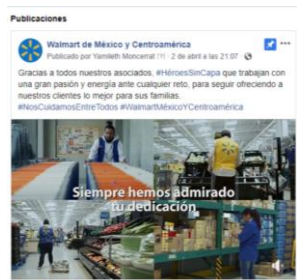 Publicaciones
Walmart de México y Centroamérica
Publicado por Yamileth Moncerrat [?] · 2 de abril a las 21:07 ·
Gracias a todos nuestros asociados, #HéroesSinCapa que trabajan con
una gran pasión y energía ante cualquier reto, para seguir ofreciendo a
nuestros clientes lo mejor para sus familias.
#NosCuidamosEntreTodos #WalmartMéxicoYCentroamérica
Siempre hemos admirado
tu dedicación